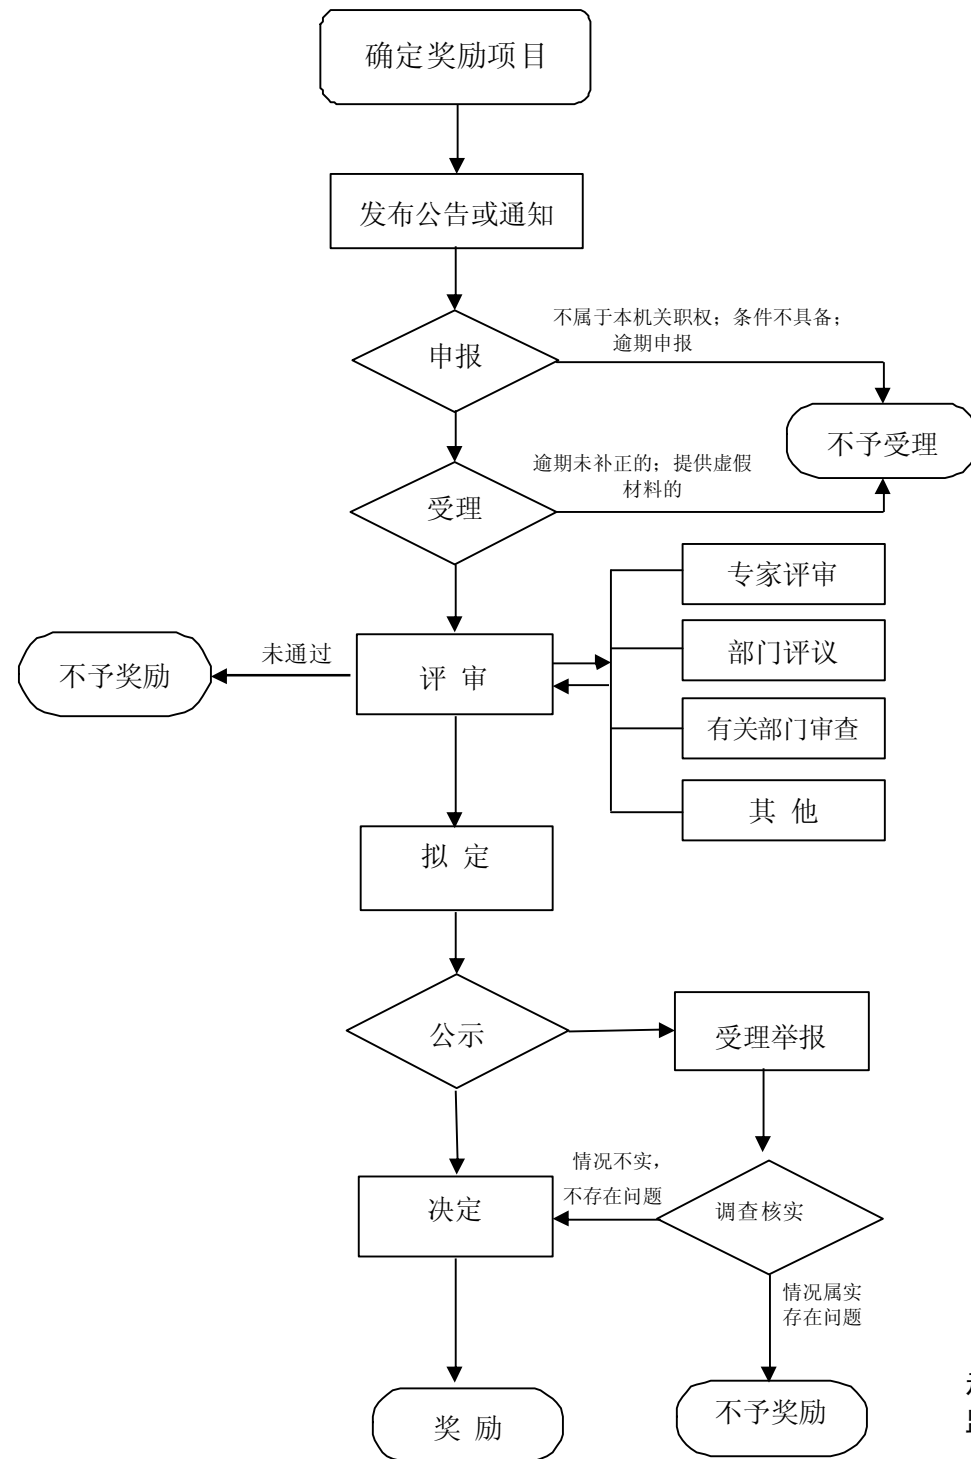 确定奖励项目
发布公告或通知
申报
不属于本机关职权；条件不具备；
逾期申报
不予受理
受理
逾期未补正的；提供虚假
材料的
专家评审
部门评议
有关部门审查
其 他
评 审
未通过
不予奖励
拟 定
公示
受理举报
调查核实
情况不实，
不存在问题
决定
情况属实
存在问题
奖 励
不予奖励